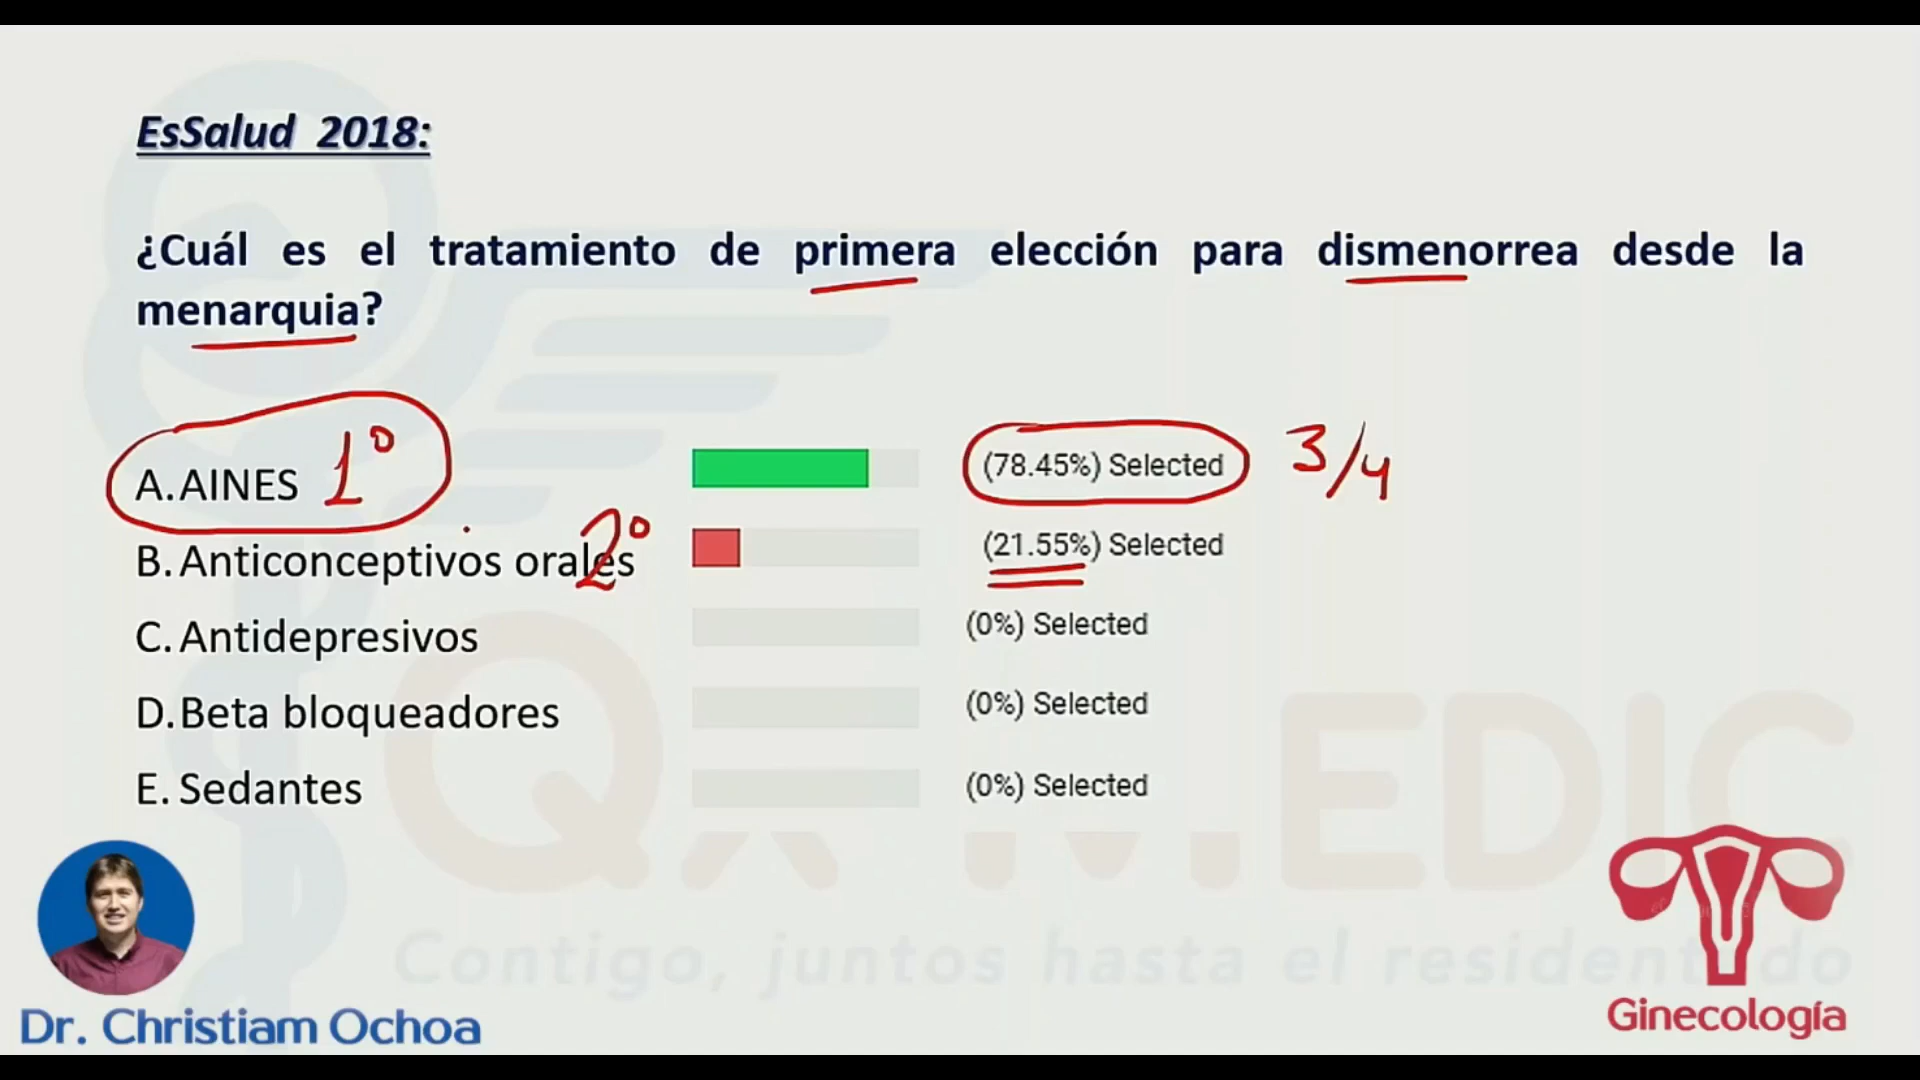 EsSalud 2018:
¿Cuál es el tratamiento de primera elección para dismenorrea desde la
menarquia?
A. AINES 1º
(78.45%) Selected 3/4
B. Anticonceptivos orales 2º
(21.55%) Selected
C. Antidepresivos
(0%) Selected
D. Beta bloqueadores
(0%) Selected
E. Sedantes
(0%) Selected
Contigo, juntos hasta el residentado
Dr. Christiam Ochoa
Ginecología